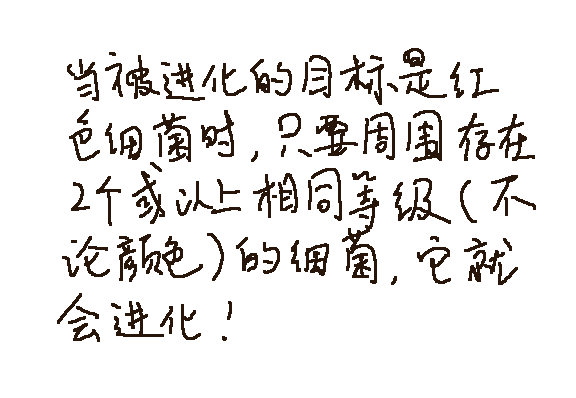 当被进化的目标是红
色细菌时，只要周围存在
2个或以上相同等级（不
论颜色）的细菌，它就
会进化！